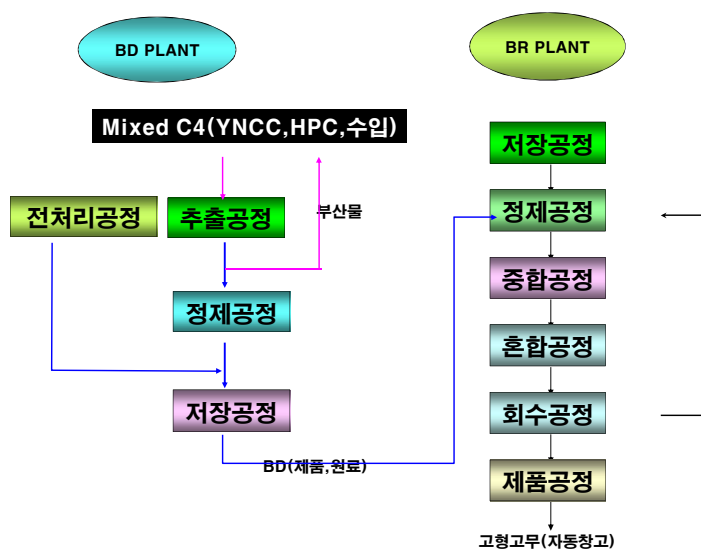 BD PLANT
BR PLANT
Mixed C4(YNCC,HPC,수입)
저장공정
전처리공정
추출공정
부산물
정제공정
중합공정
정제공정
혼합공정
저장공정
회수공정
BD(제품,원료)
제품공정
고형고무(자동창고)